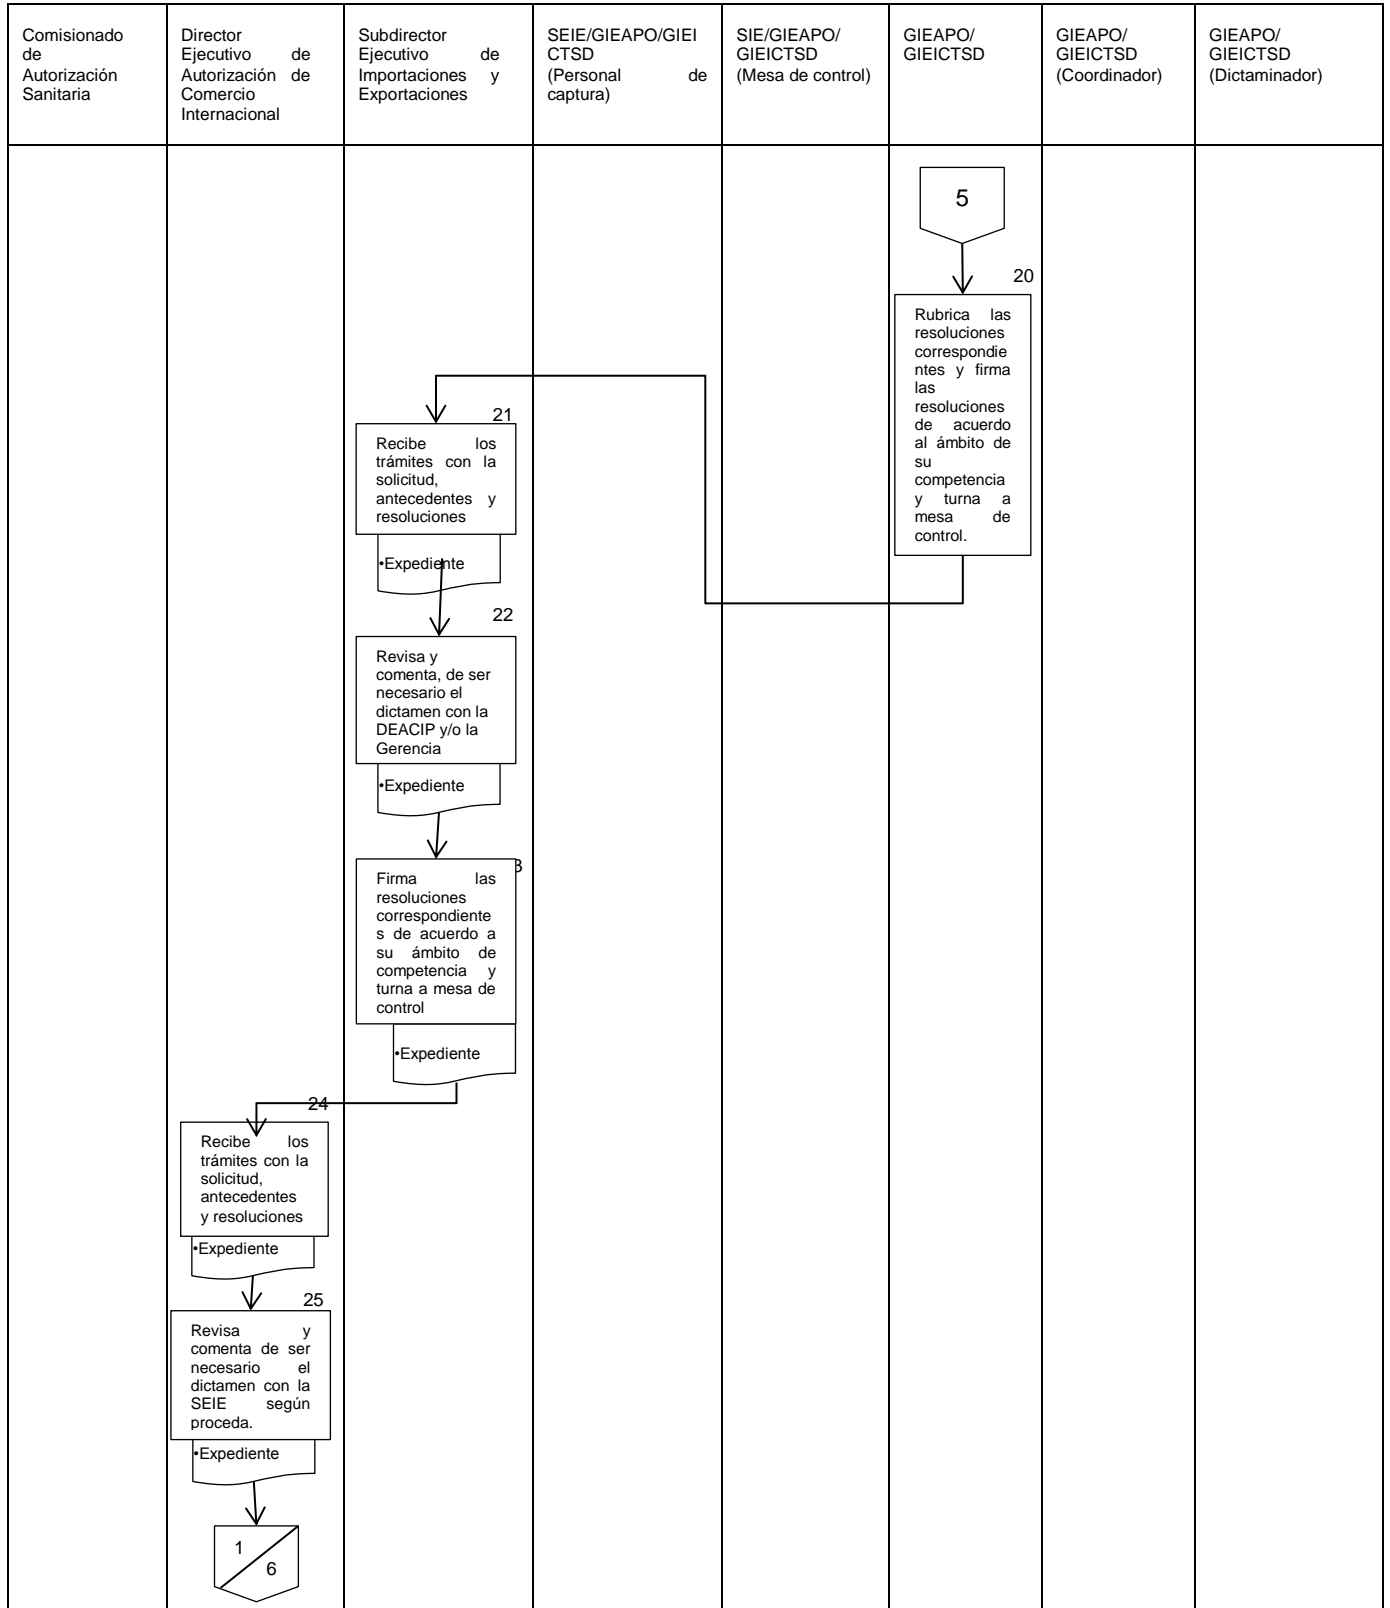 Comisionado
de
Autorización
Sanitaria
Director
Ejecutivo de
Autorización de
Comercio
Internacional
Subdirector
Ejecutivo de
Importaciones y
Exportaciones
SEIE/GIEAPO/GIEI
CTSD
(Personal de
captura)
SIE/GIEAPO/
GIEICTSD
(Mesa de control)
GIEAPO/
GIEICTSD
GIEAPO/
GIEICTSD
(Coordinador)
GIEAPO/
GIEICTSD
(Dictaminador)
5
20
Rubrica las
resoluciones
correspondie
ntes y firma
las
resoluciones
de acuerdo
al ámbito de
su
competencia
y turna a
mesa de
control.
21
Recibe los
trámites con la
solicitud,
antecedentes y
resoluciones
•Expediente
22
Revisa y
comenta, de ser
necesario el
dictamen con la
DEACIP y/o la
Gerencia
•Expediente
3
Firma las
resoluciones
correspondiente
s de acuerdo a
su ámbito de
competencia y
turna a mesa de
control
•Expediente
24
Recibe los
trámites con la
solicitud,
antecedentes
y resoluciones
•Expediente
25
Revisa y
comenta de ser
necesario el
dictamen con la
SEIE según
proceda.
•Expediente
1
6